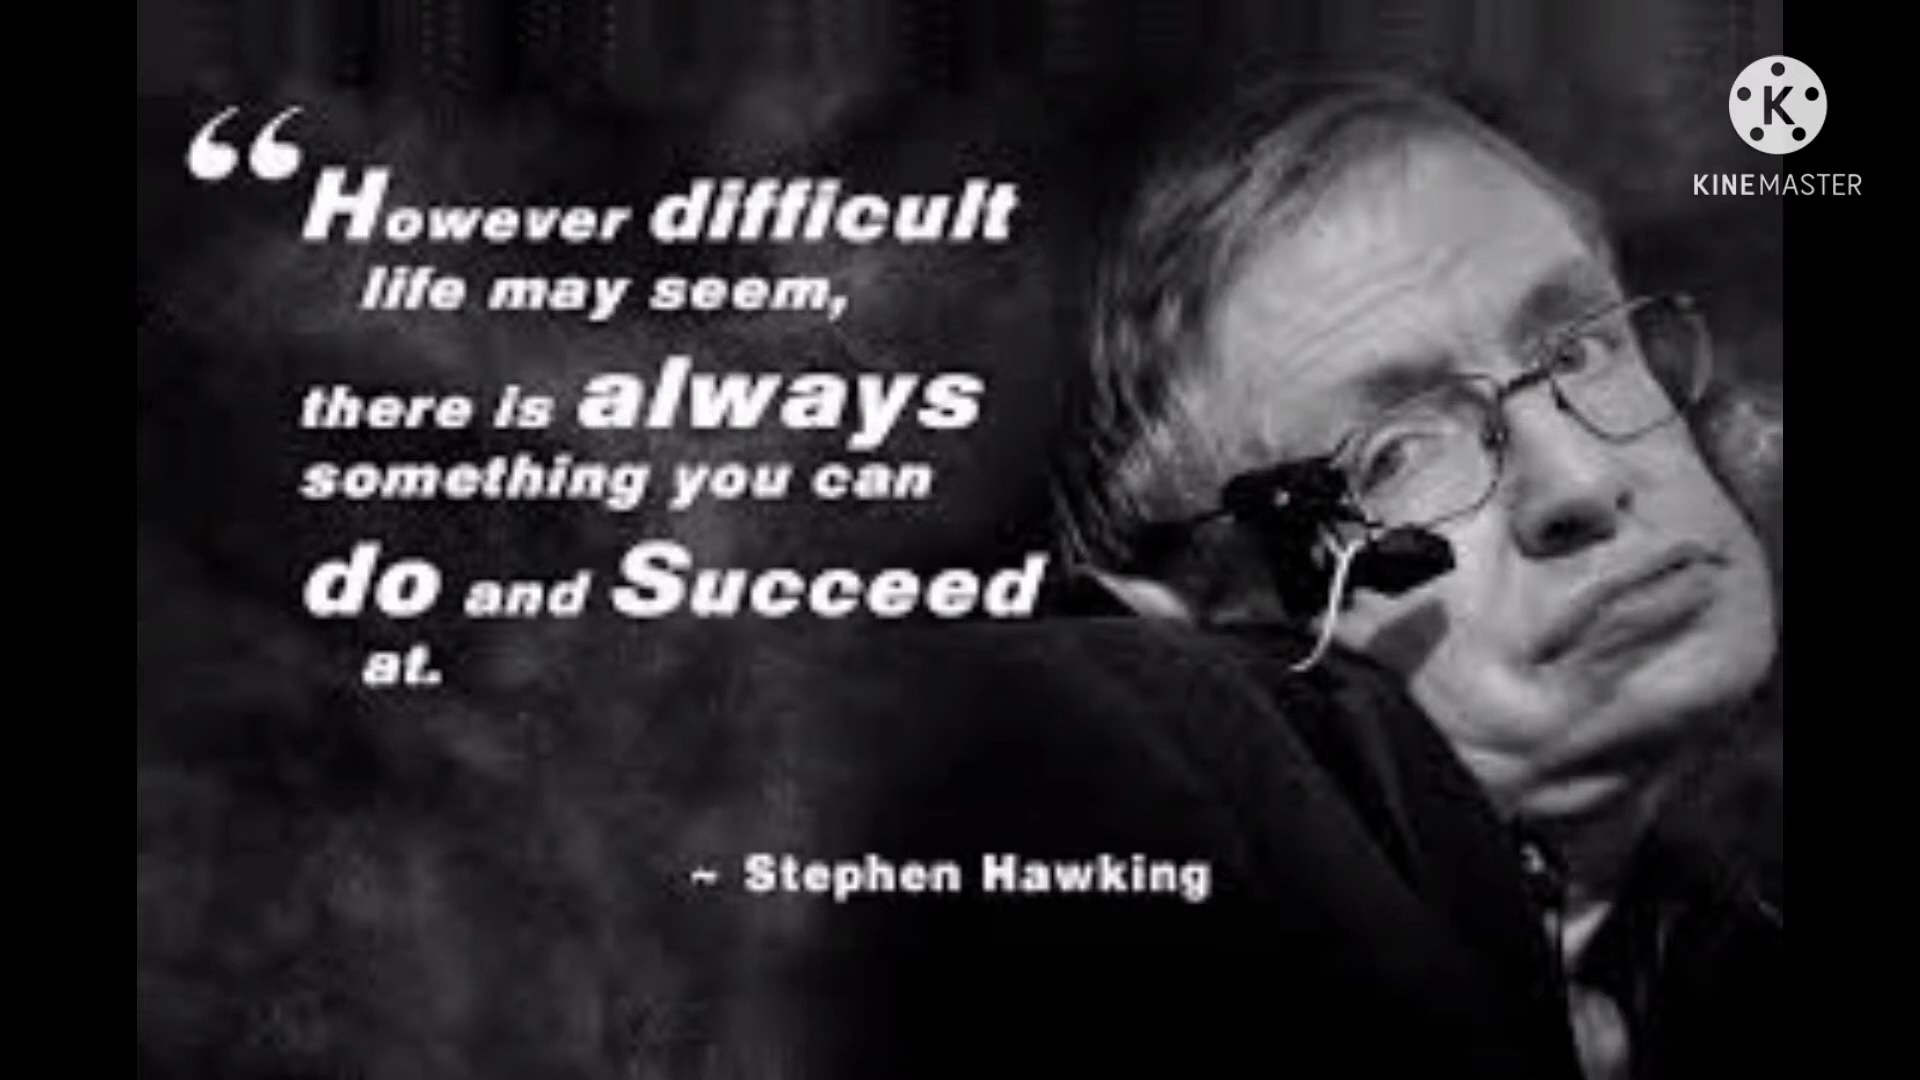 “However difficult
life may seem,
there is always
something you can
do and Succeed
at.
~ Stephen Hawking
K
KINEMASTER